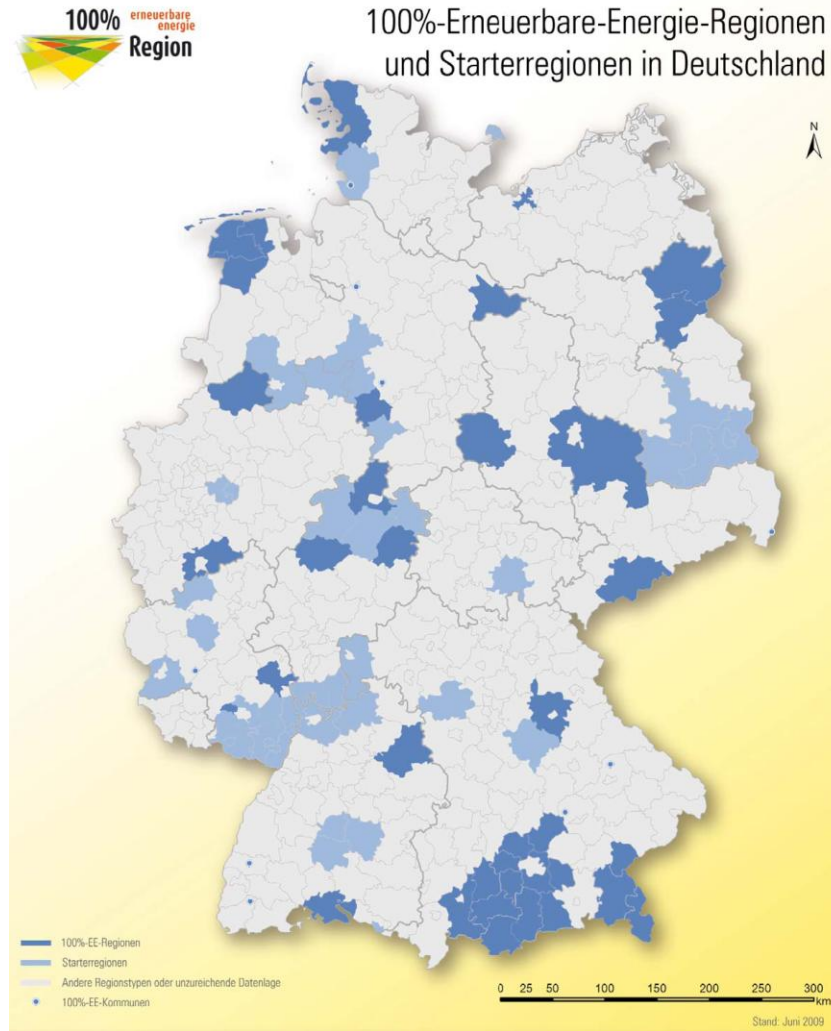 100% erneuerbare
energie
Region
100%-Erneuerbare-Energie-Regionen
und Starterregionen in Deutschland
N
100%-EE-Regionen
Starterregionen
Andere Regionstypen oder unzureichende Datenlage
100%-EE-Kommunen
0 25 50 100 150 200 250 300
km
Stand: Juni 2009